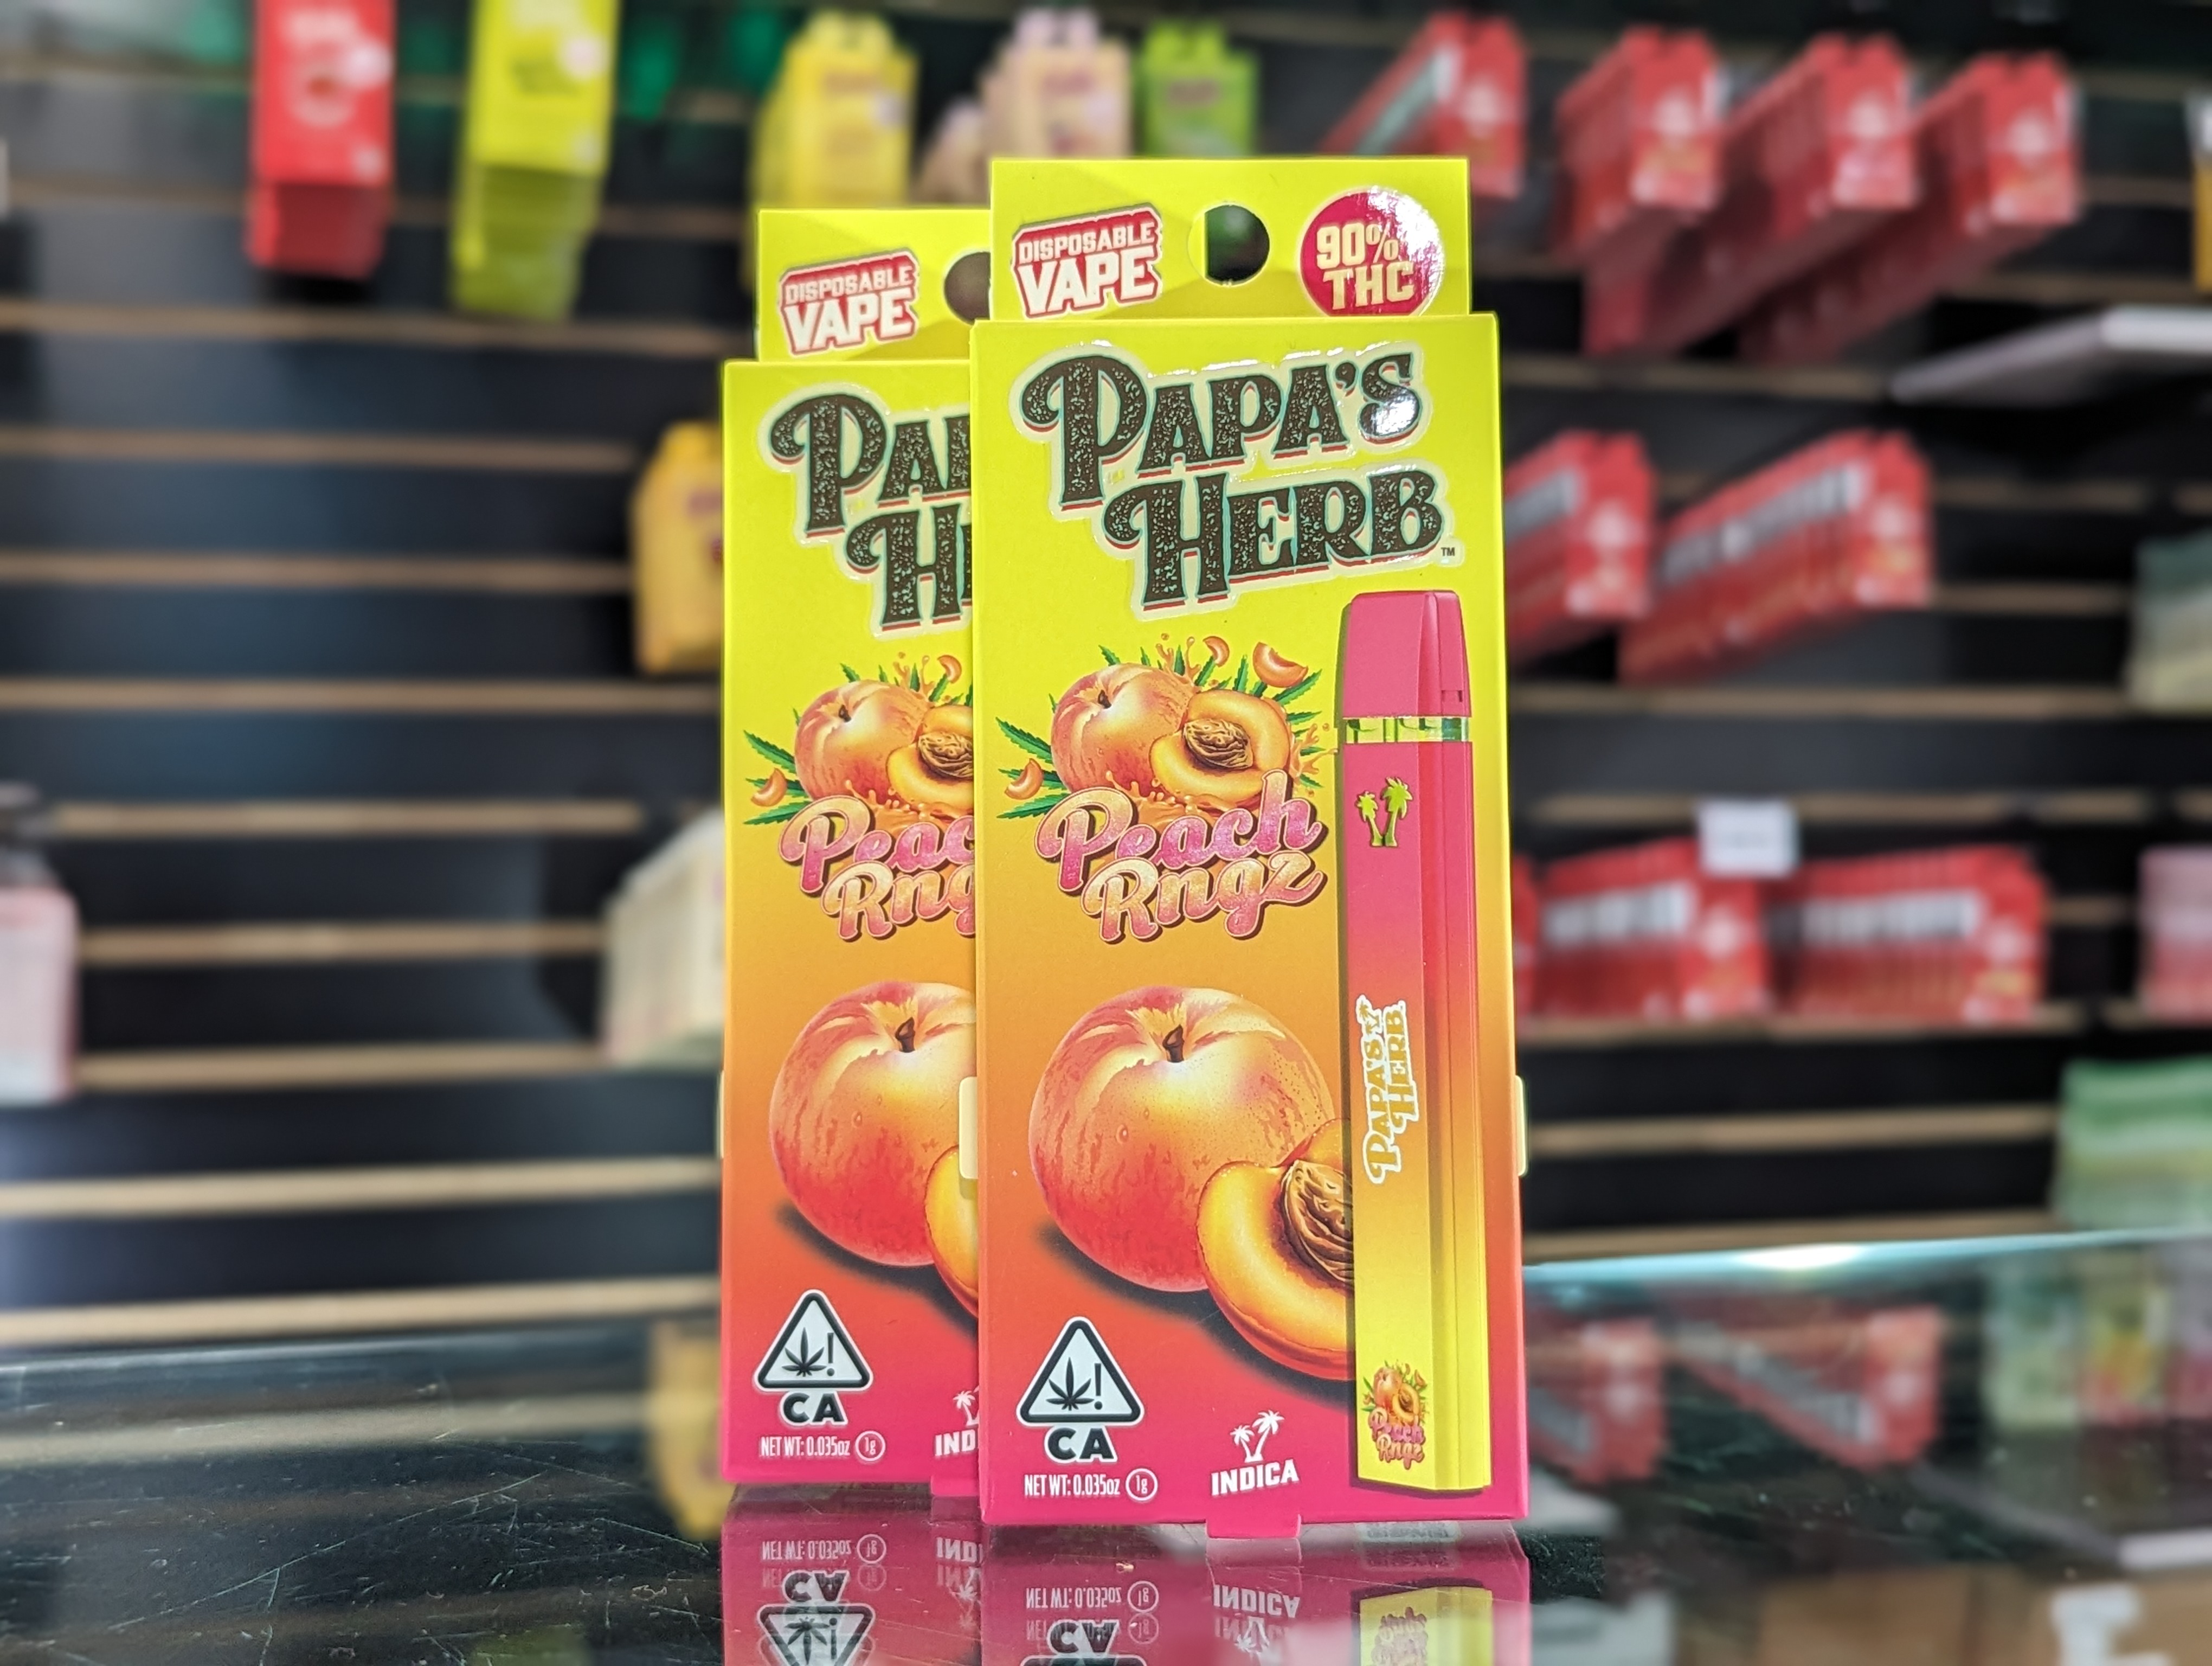 DISPOSABLE
VAPE
PAPA'S
HERB
Peach
Rngz
CA
NET WT: 0.035oz 1g
INDICA
DISPOSABLE
VAPE
90%
THC
PAPA'S
HERB™
Peach
Rngz
PAPA'S
HERB
Peach
Rngz
CA
NET WT: 0.035oz 1g
INDICA